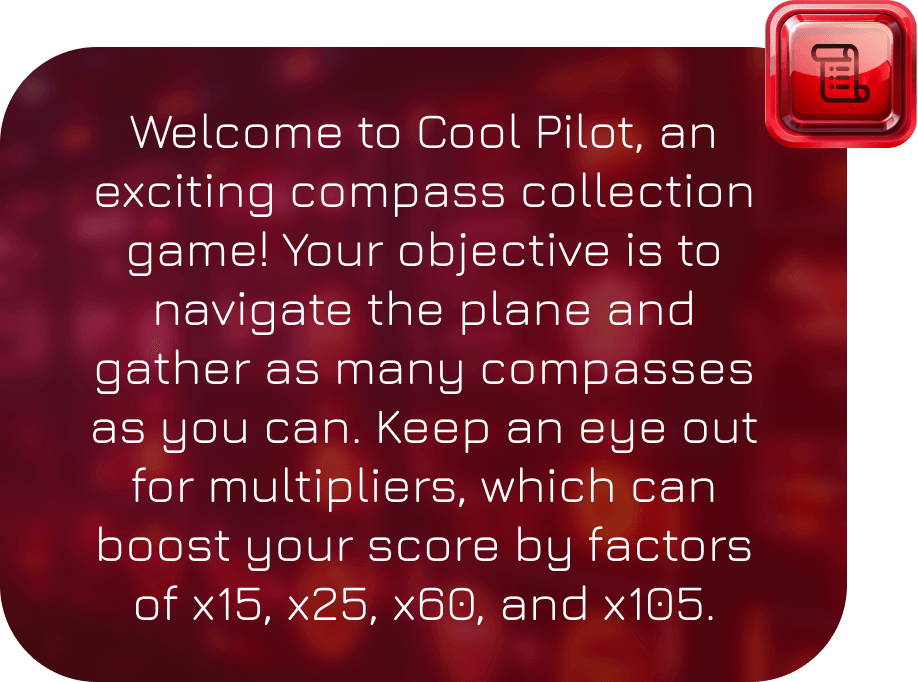 Welcome to Cool Pilot, an
exciting compass collection
game! Your objective is to
navigate the plane and
gather as many compasses
as you can. Keep an eye out
for multipliers, which can
boost your score by factors
of x15, x25, x60, and x105.